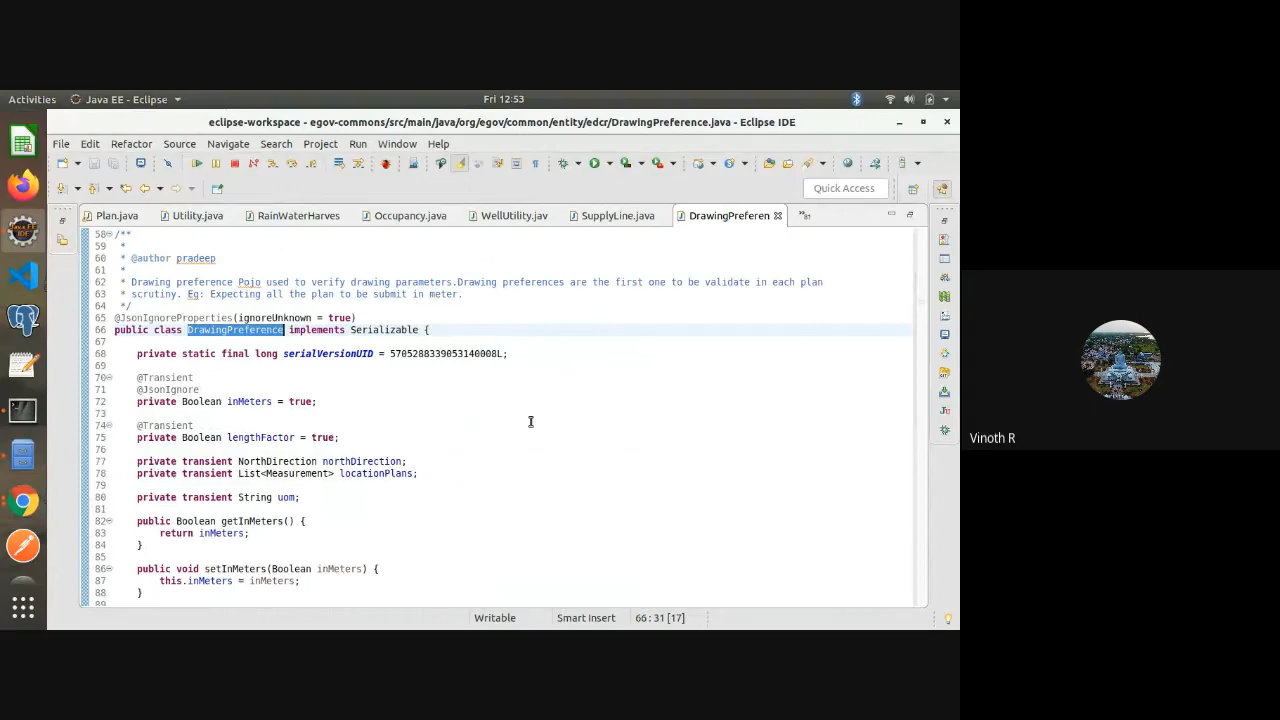 Activities Java EE - Eclipse Fri 12:53
eclipse-workspace - egov-commons/src/main/java/org/egov/common/entity/edcr/DrawingPreference.java - Eclipse IDE
File Edit Refactor Source Navigate Search Project Run Window Help
Quick Access
Plan.java Utility.java RainWaterHarves Occupancy.java WellUtility.jav SupplyLine.java DrawingPreferen
58 /**
59 *
60 * @author pradeep
61 *
62 * Drawing preference Pojo used to verify drawing parameters.Drawing preferences are the first one to be validate in each plan
63 * scrutiny. Eg: Expecting all the plan to be submit in meter.
64 */
65 @JsonIgnoreProperties(ignoreUnknown = true)
66 public class DrawingPreference implements Serializable {
67
68 private static final long serialVersionUID = 5705288339053140008L;
69
70 @Transient
71 @JsonIgnore
72 private Boolean inMeters = true;
73
74 @Transient
75 private Boolean lengthFactor = true;
76
77 private transient NorthDirection northDirection;
78 private transient List<Measurement> locationPlans;
79
80 private transient String uom;
81
82 public Boolean getInMeters() {
83 return inMeters;
84 }
85
86 public void setInMeters(Boolean inMeters) {
87 this.inMeters = inMeters;
88 }
89
Writable Smart Insert 66 : 31 [17]
Vinoth R